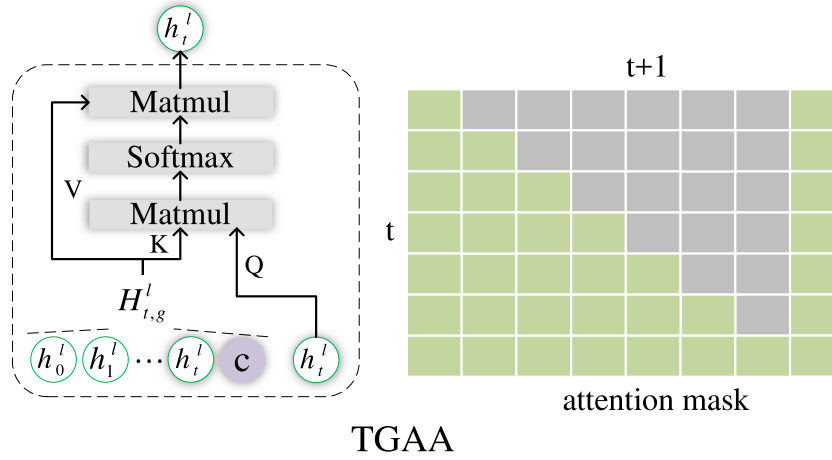 h_t^l
Matmul
Softmax
Matmul
V
K
Q
H_{t,g}^l
h_0^l h_1^l ... h_t^l c h_t^l
t+1
t
attention mask
TGAA